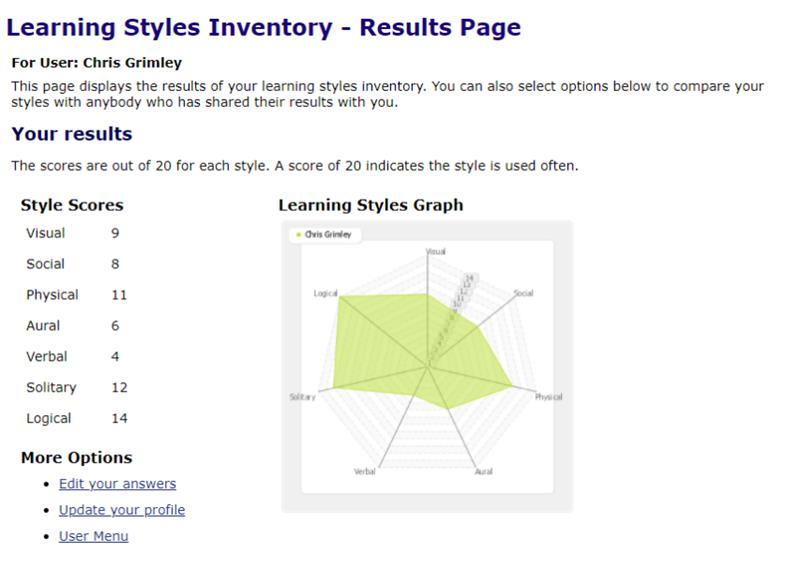 Learning Styles Inventory - Results Page
For User: Chris Grimley
This page displays the results of your learning styles inventory. You can also select options below to compare your
styles with anybody who has shared their results with you.
Your results
The scores are out of 20 for each style. A score of 20 indicates the style is used often.
Style Scores
Visual 9
Social 8
Physical 11
Aural 6
Verbal 4
Solitary 12
Logical 14
Learning Styles Graph
Chris Grimley
Visual
14
13
12
11
10
Social
Logical
Solitary
Physical
Verbal
Aural
More Options
Edit your answers
Update your profile
User Menu